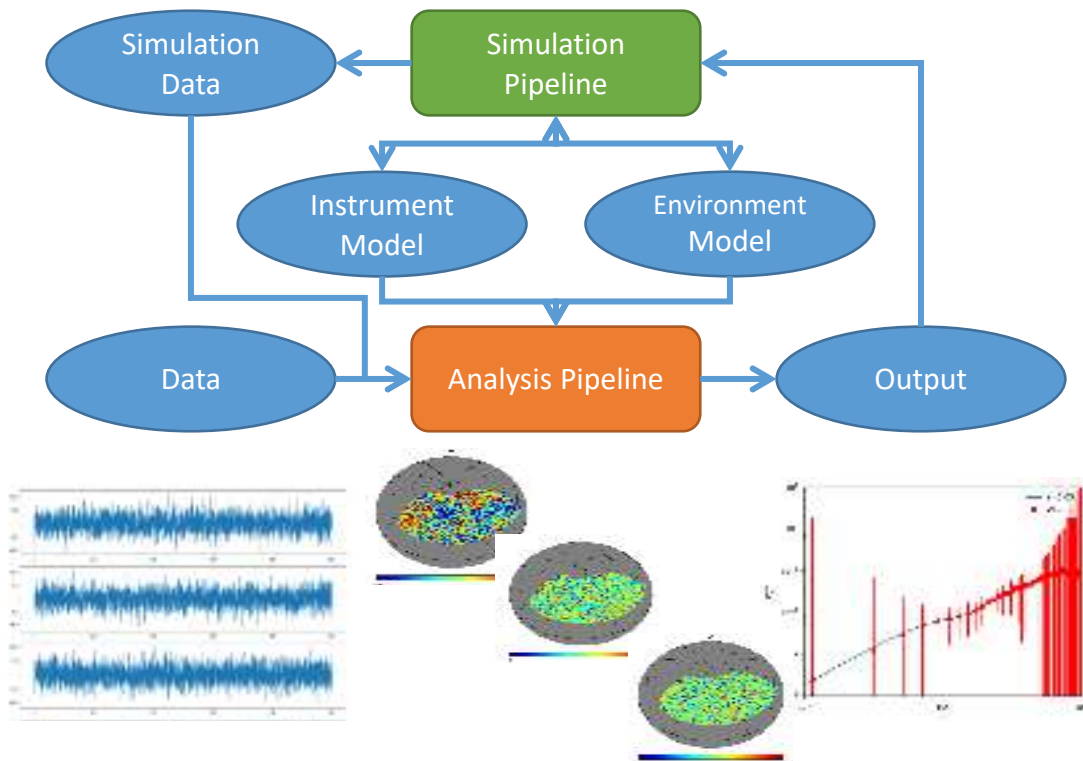 Simulation
Data
Simulation
Pipeline
Instrument
Model
Environment
Model
Data
Analysis Pipeline
Output